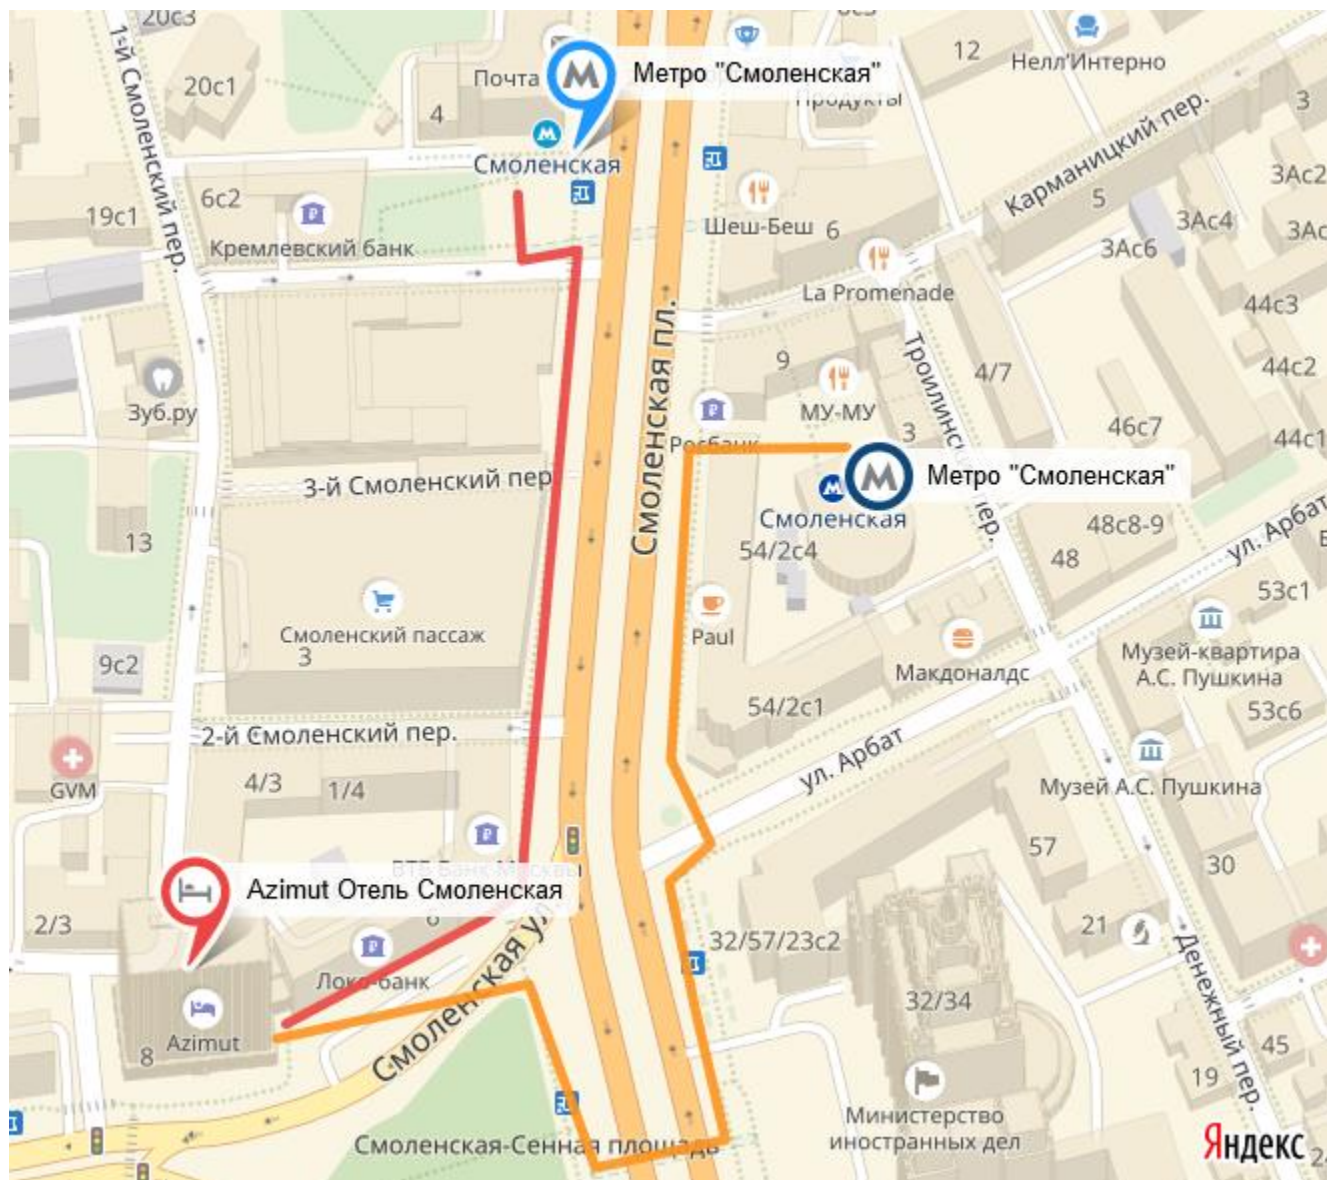 20с3
6с3
12
Нелл'Интерно
1-й Смоленский пер.
20с1
Почта
Метро "Смоленская"
Продукты
3
4
Смоленская
Карманицкий пер.
3Ас2
6с2
5
19с1
3Ас4
Шеш-Беш
6
3Ас
Кремлевский банк
3Ас6
La Promenade
44с3
Смоленская пл.
9
4/7
44с2
Зуб.ру
МУ-МУ
Троилинский пер.
3
46с7
44с1
Росбанк
3-й Смоленский пер
Метро "Смоленская"
Смоленская
48с8-9
ул. Арбат
13
54/2с4
48
53с1
Смоленский пассаж
3
Paul
Макдоналдс
Музей-квартира
А.С. Пушкина
9с2
54/2с1
53с6
2-й Смоленский пер.
ул. Арбат
GVM
4/3
1/4
Музей А.С. Пушкина
57
30
ВТБ Банк Москвы
Azimut Отель Смоленская
2/3
21
32/57/23с2
Локо-банк
Смоленская ул.
Денежный пер.
32/34
Azimut
8
45
19
Министерство
иностранных дел
Смоленская-Сенная площадь
Яндекс